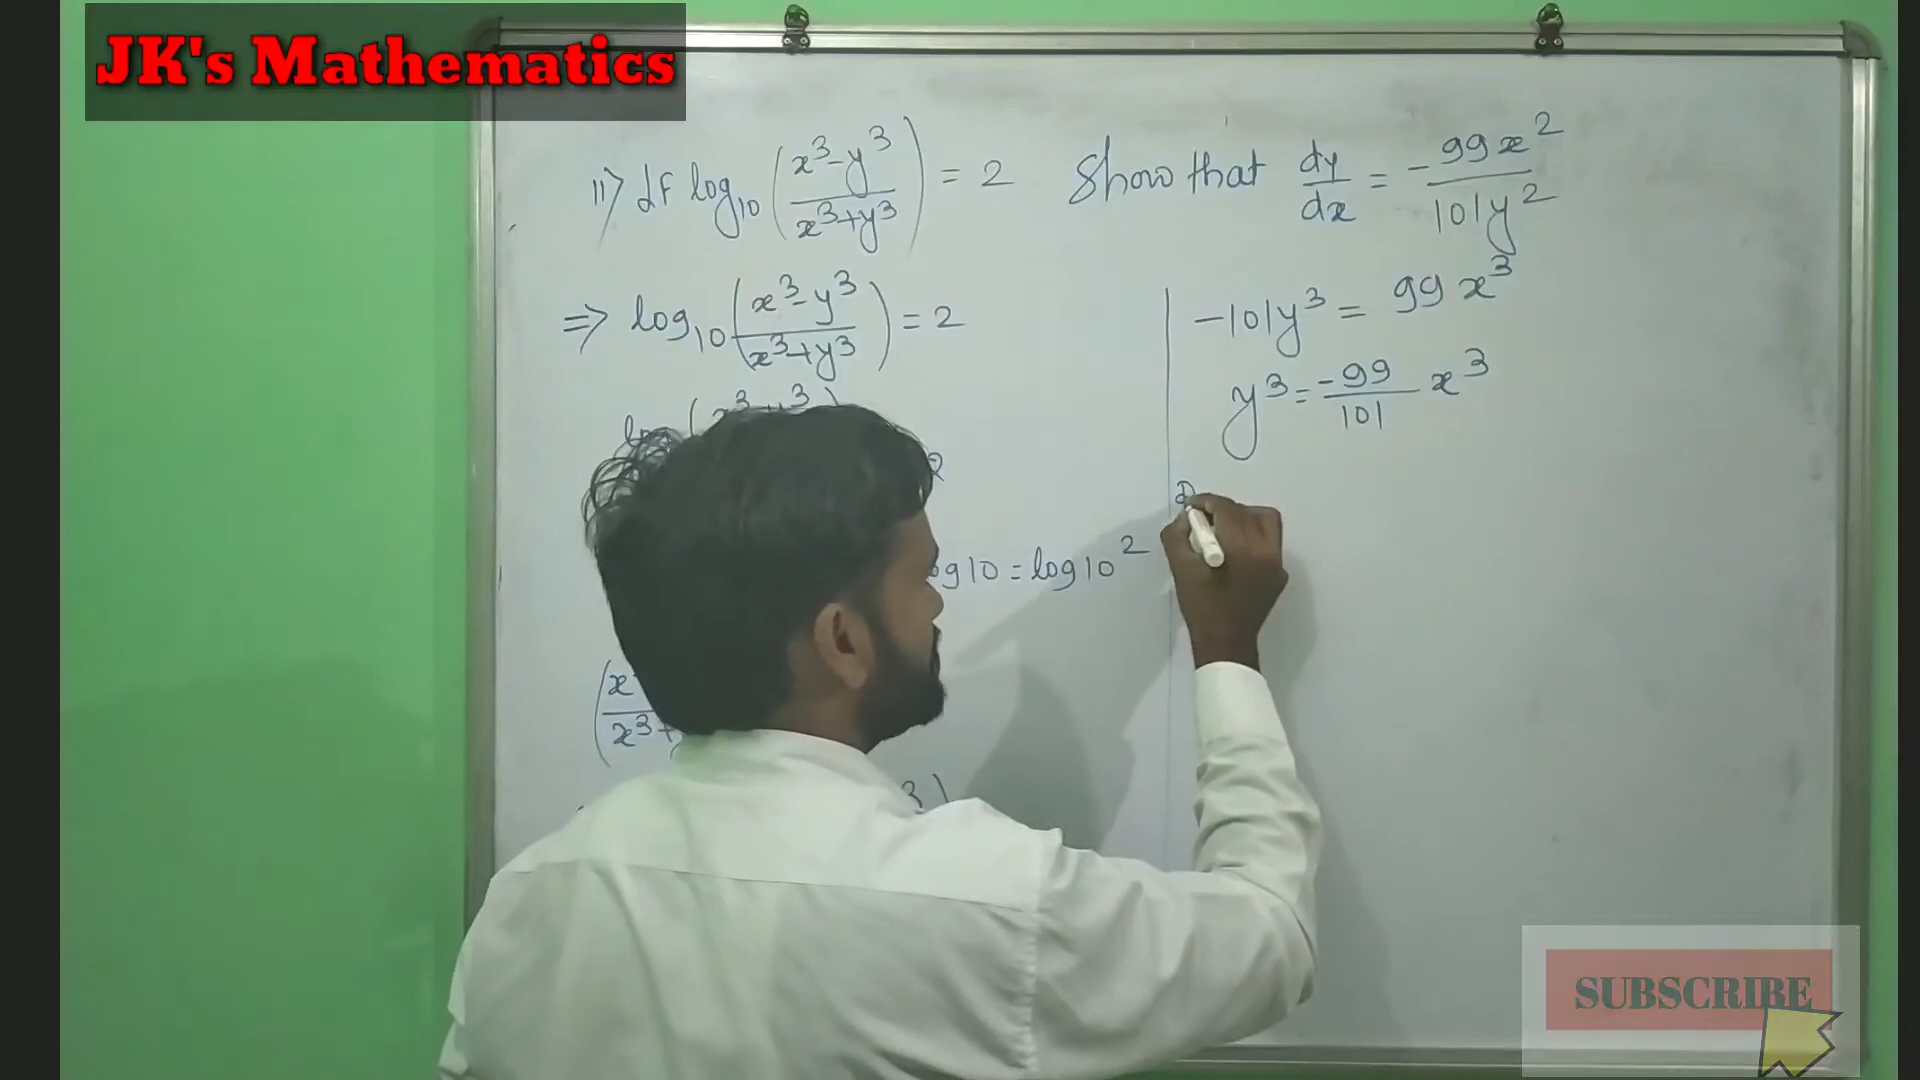 JK's Mathematics
11) If log₁₀((x³-y³)/(x³+y³)) = 2 Show that dy/dx = -99x²/101y²
⇒ log₁₀((x³-y³)/(x³+y³)) = 2
2
log10 = log10²
-101y³ = 99x³
y³ = -99/101 x³
SUBSCRIBE